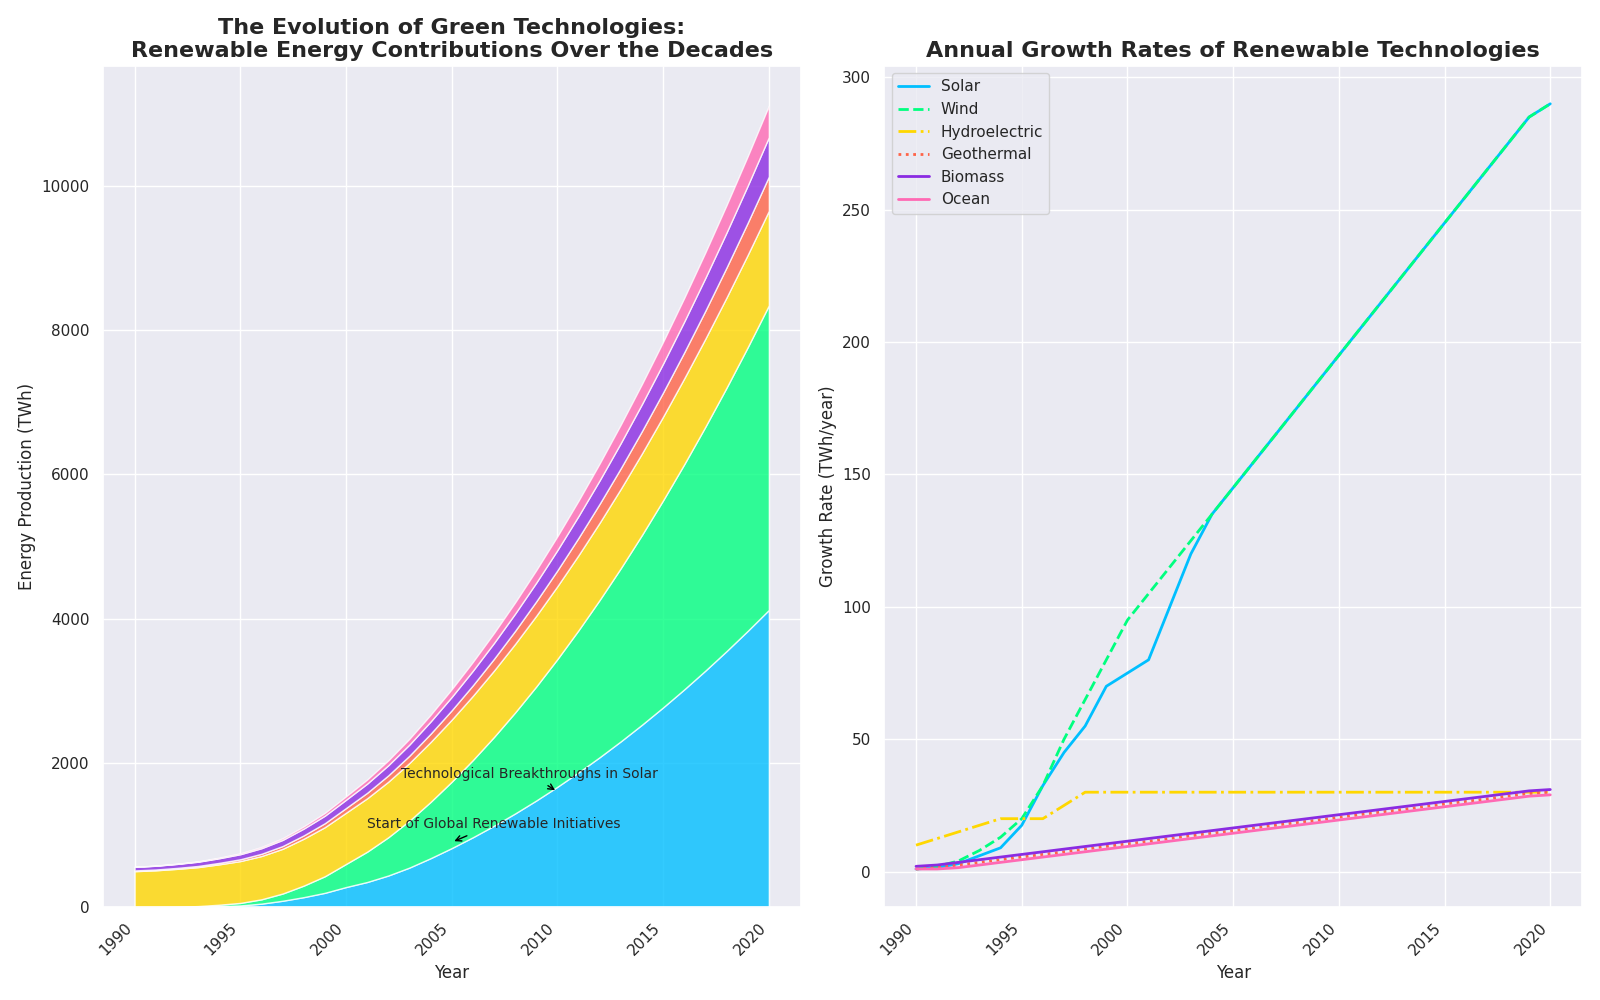 The Evolution of Green Technologies:
Renewable Energy Contributions Over the Decades
Energy Production (TWh)
10000
8000
6000
4000
2000
0
Technological Breakthroughs in Solar
Start of Global Renewable Initiatives
1990
1995
2000
2005
2010
2015
2020
Year
Annual Growth Rates of Renewable Technologies
Growth Rate (TWh/year)
300
250
200
150
100
50
0
Solar
Wind
Hydroelectric
Geothermal
Biomass
Ocean
1990
1995
2000
2005
2010
2015
2020
Year